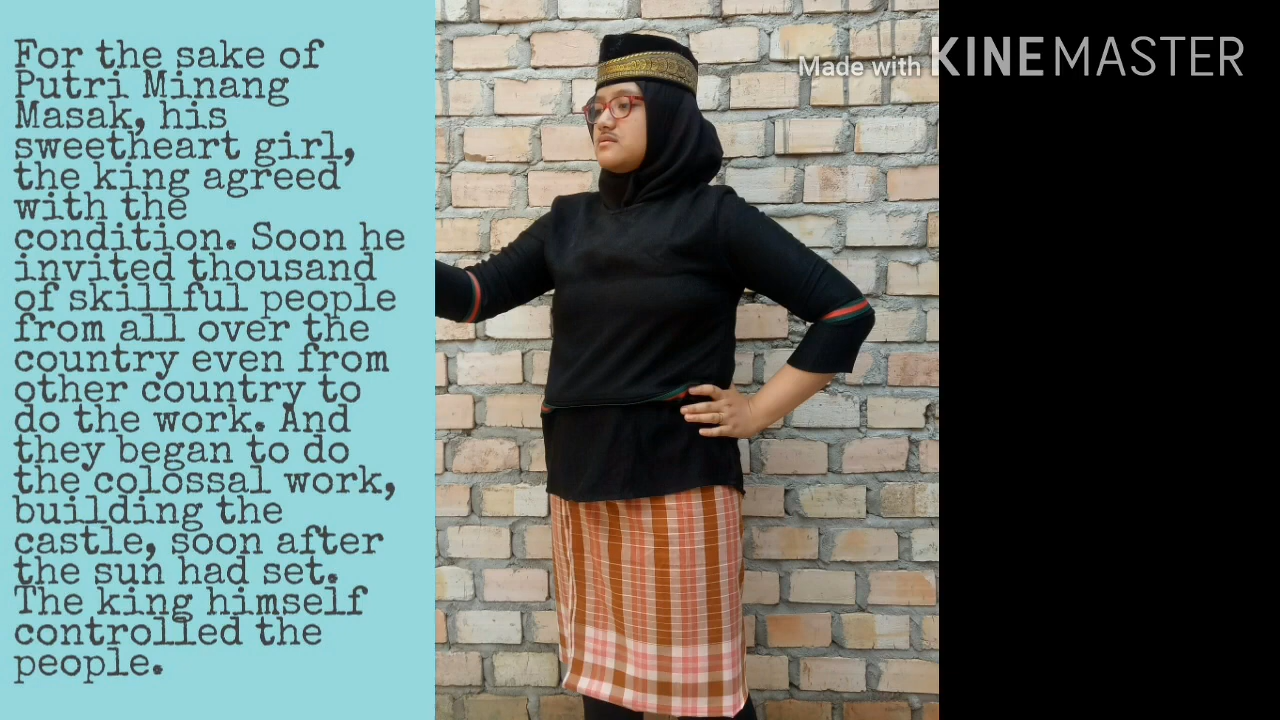 For the sake of
Putri Minang
Masak, his
sweetheart girl,
the king agreed
with the
condition. Soon he
invited thousand
of skillful people
from all over the
country even from
other country to
do the work. And
they began to do
the colossal work,
building the
castle, soon after
the sun had set.
The king himself
controlled the
people.
Made with KINEMASTER